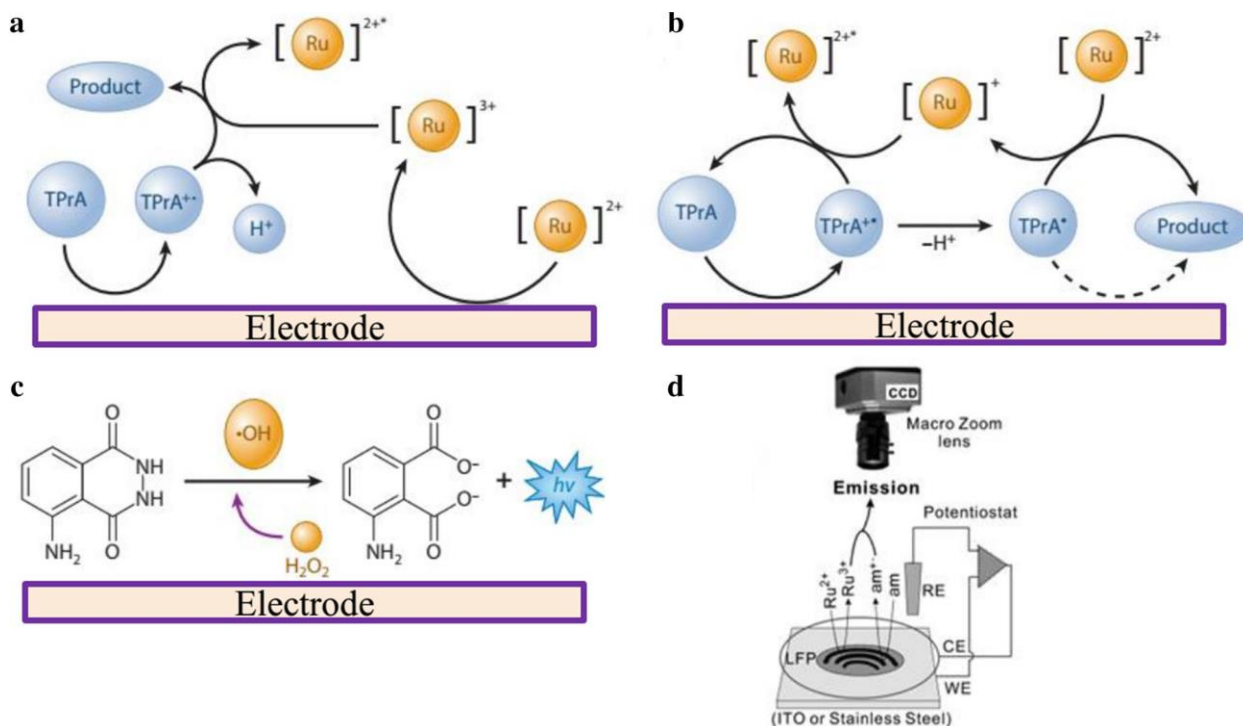 a
[Ru]²⁺*
Product
[Ru]³⁺
TPrA
TPrA⁺•
H⁺
[Ru]²⁺
Electrode
b
[Ru]²⁺*
[Ru]²⁺
[Ru]⁺
TPrA
TPrA⁺•
–H⁺
TPrA•
Product
Electrode
c
O
•OH
O
NH
NH
O⁻
O⁻
+
hv
NH₂
O
H₂O₂
NH₂
O
Electrode
d
CCD
Macro Zoom
lens
Emission
Potentiostat
Ru²⁺
Ru³⁺
am⁺·
am
RE
LFP
CE
WE
(ITO or Stainless Steel)